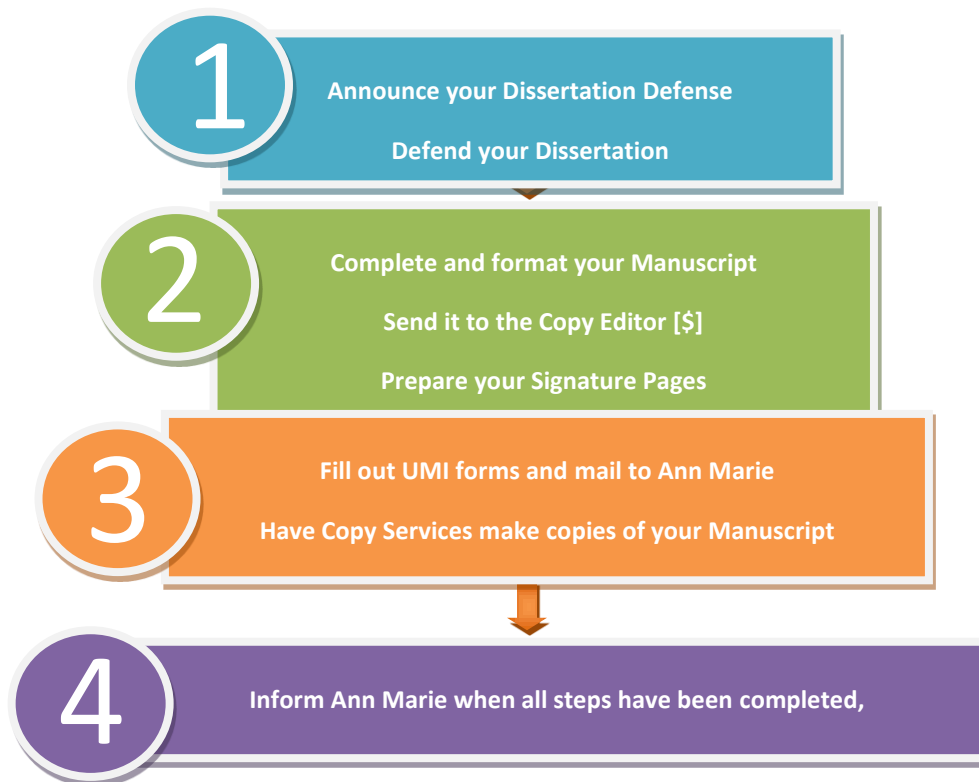 1
Announce your Dissertation Defense
Defend your Dissertation
2
Complete and format your Manuscript
Send it to the Copy Editor [$]
Prepare your Signature Pages
3
Fill out UMI forms and mail to Ann Marie
Have Copy Services make copies of your Manuscript
4
Inform Ann Marie when all steps have been completed,